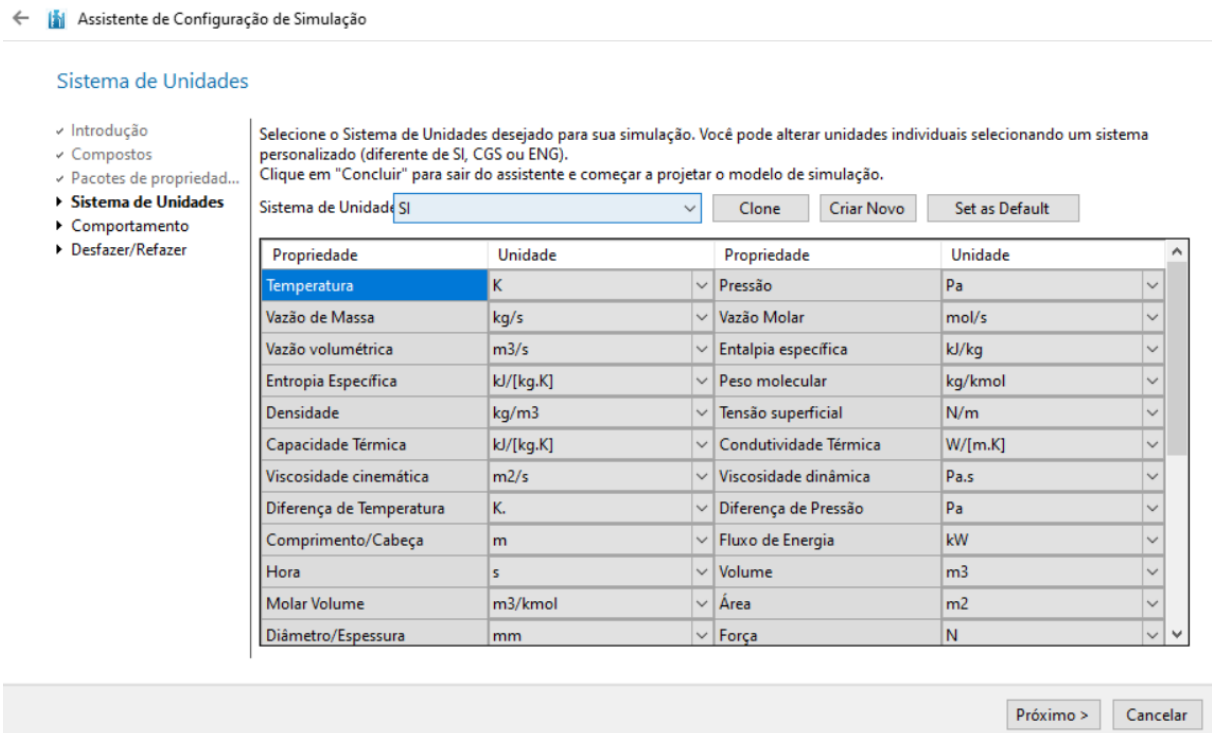 Assistente de Configuração de Simulação
Sistema de Unidades
Introdução
Compostos
Pacotes de propriedad...
Sistema de Unidades
Comportamento
Desfazer/Refazer
Selecione o Sistema de Unidades desejado para sua simulação. Você pode alterar unidades individuais selecionando um sistema
personalizado (diferente de SI, CGS ou ENG).
Clique em "Concluir" para sair do assistente e começar a projetar o modelo de simulação.
Sistema de Unidade SI Clone Criar Novo Set as Default
Propriedade Unidade Propriedade Unidade
Temperatura K Pressão Pa
Vazão de Massa kg/s Vazão Molar mol/s
Vazão volumétrica m3/s Entalpia específica kJ/kg
Entropia Específica kJ/[kg.K] Peso molecular kg/kmol
Densidade kg/m3 Tensão superficial N/m
Capacidade Térmica kJ/[kg.K] Condutividade Térmica W/[m.K]
Viscosidade cinemática m2/s Viscosidade dinâmica Pa.s
Diferença de Temperatura K. Diferença de Pressão Pa
Comprimento/Cabeça m Fluxo de Energia kW
Hora s Volume m3
Molar Volume m3/kmol Área m2
Diâmetro/Espessura mm Força N
Próximo > Cancelar